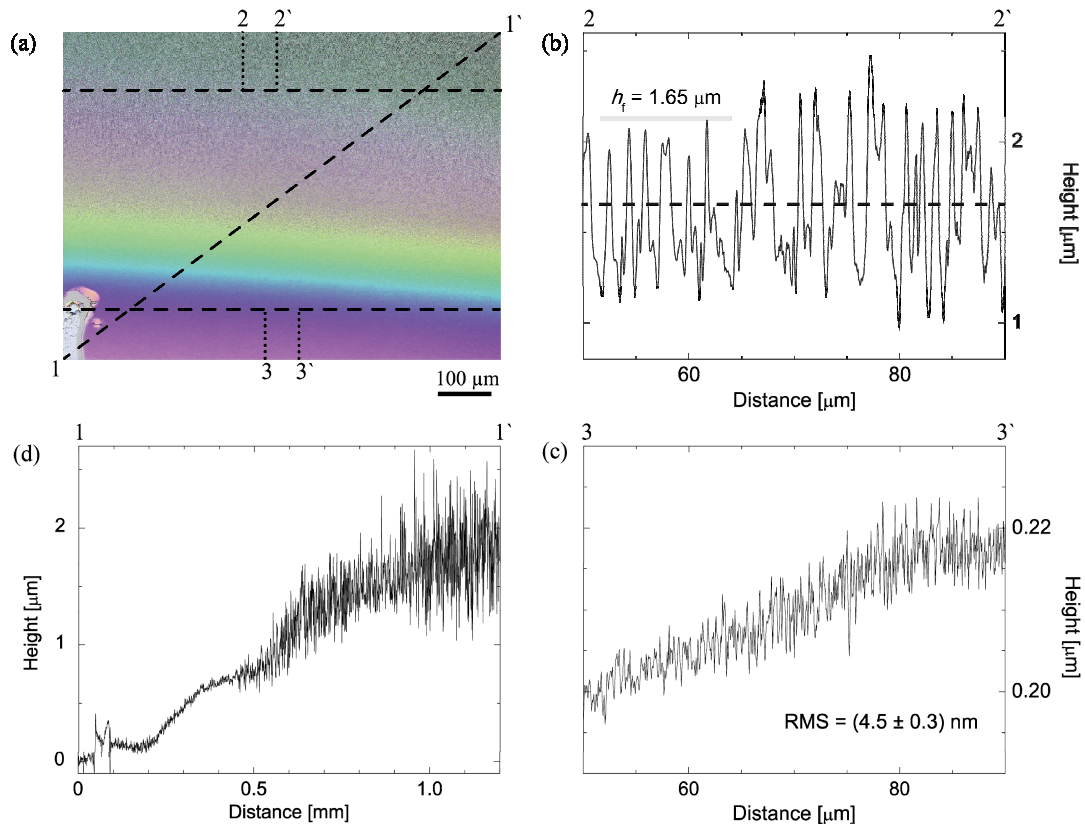 (a)
2 2`
1`
1
3 3`
100 µm
(b)
2 2`
hf = 1.65 µm
2
1
Height [µm]
60 80
Distance [µm]
(d)
1 1`
2
1
0
Height [µm]
0 0.5 1.0
Distance [mm]
(c)
3 3`
0.22
0.20
Height [µm]
RMS = (4.5 ± 0.3) nm
60 80
Distance [µm]